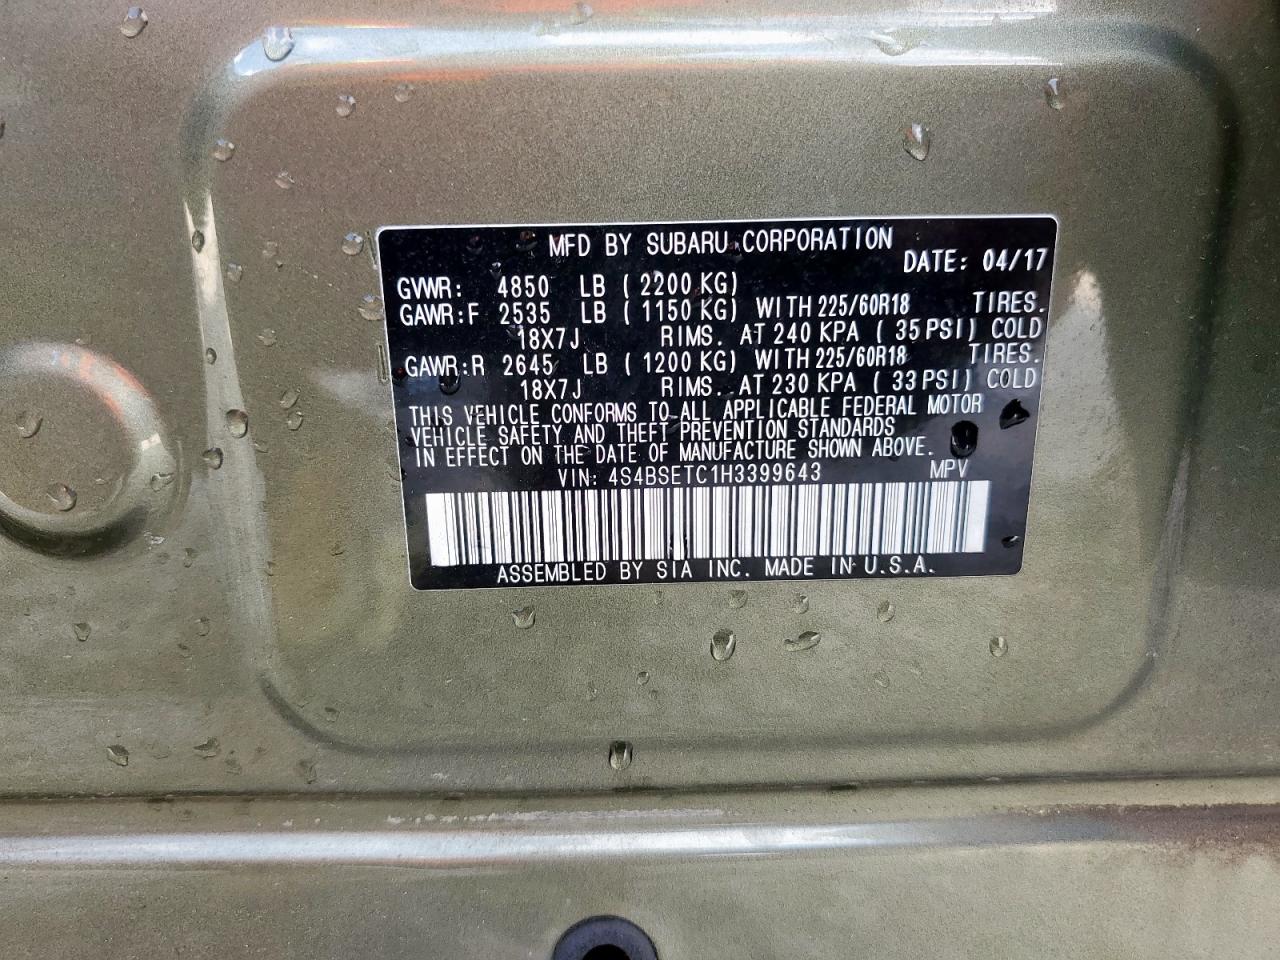 MFD BY SUBARU CORPORATION
DATE: 04/17
GVWR: 4850 LB ( 2200 KG)
GAWR:F 2535 LB ( 1150 KG) WITH 225/60R18 TIRES.
18X7J RIMS. AT 240 KPA ( 35 PSI) COLD
GAWR:R 2645 LB ( 1200 KG) WITH 225/60R18 TIRES.
18X7J RIMS. AT 230 KPA ( 33 PSI) COLD
THIS VEHICLE CONFORMS TO ALL APPLICABLE FEDERAL MOTOR
VEHICLE SAFETY AND THEFT PREVENTION STANDARDS
IN EFFECT ON THE DATE OF MANUFACTURE SHOWN ABOVE.
VIN: 4S4BSETC1H3399643 MPV
ASSEMBLED BY SIA INC. MADE IN U.S.A.